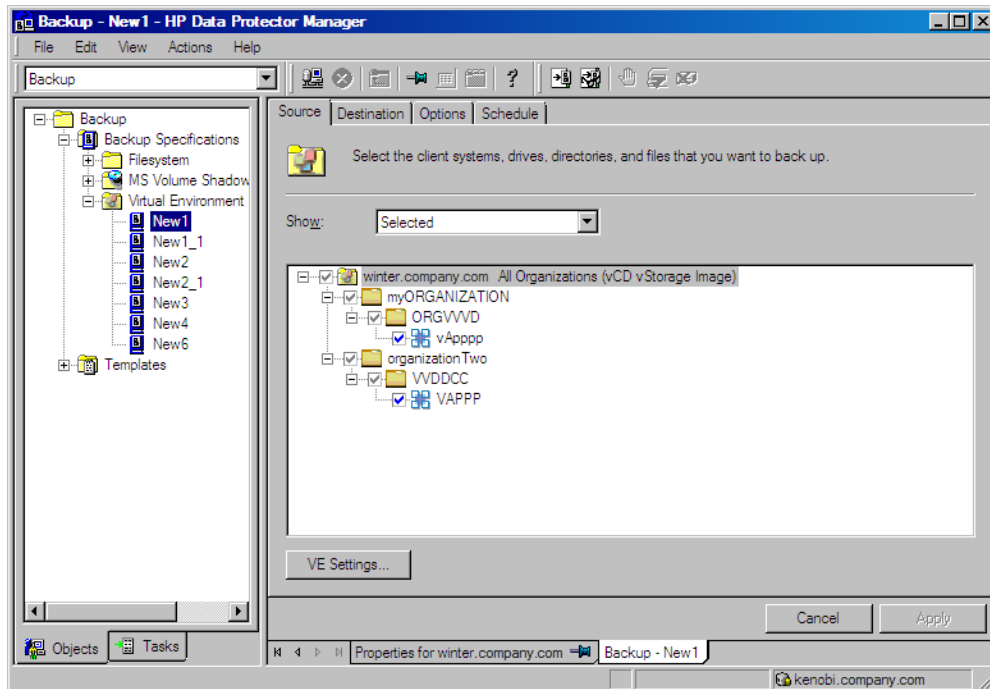 Backup - New1 - HP Data Protector Manager
File Edit View Actions Help
Backup
Backup
Backup Specifications
Filesystem
MS Volume Shadow
Virtual Environment
New1
New1_1
New2
New2_1
New3
New4
New6
Templates
Objects Tasks
Source Destination Options Schedule
Select the client systems, drives, directories, and files that you want to back up.
Show: Selected
winter.company.com All Organizations (vCD vStorage Image)
myORGANIZATION
ORGVVVD
vApppp
organizationTwo
VVDDCC
VAPPP
VE Settings...
Cancel Apply
Properties for winter.company.com Backup - New1
kenobi.company.com